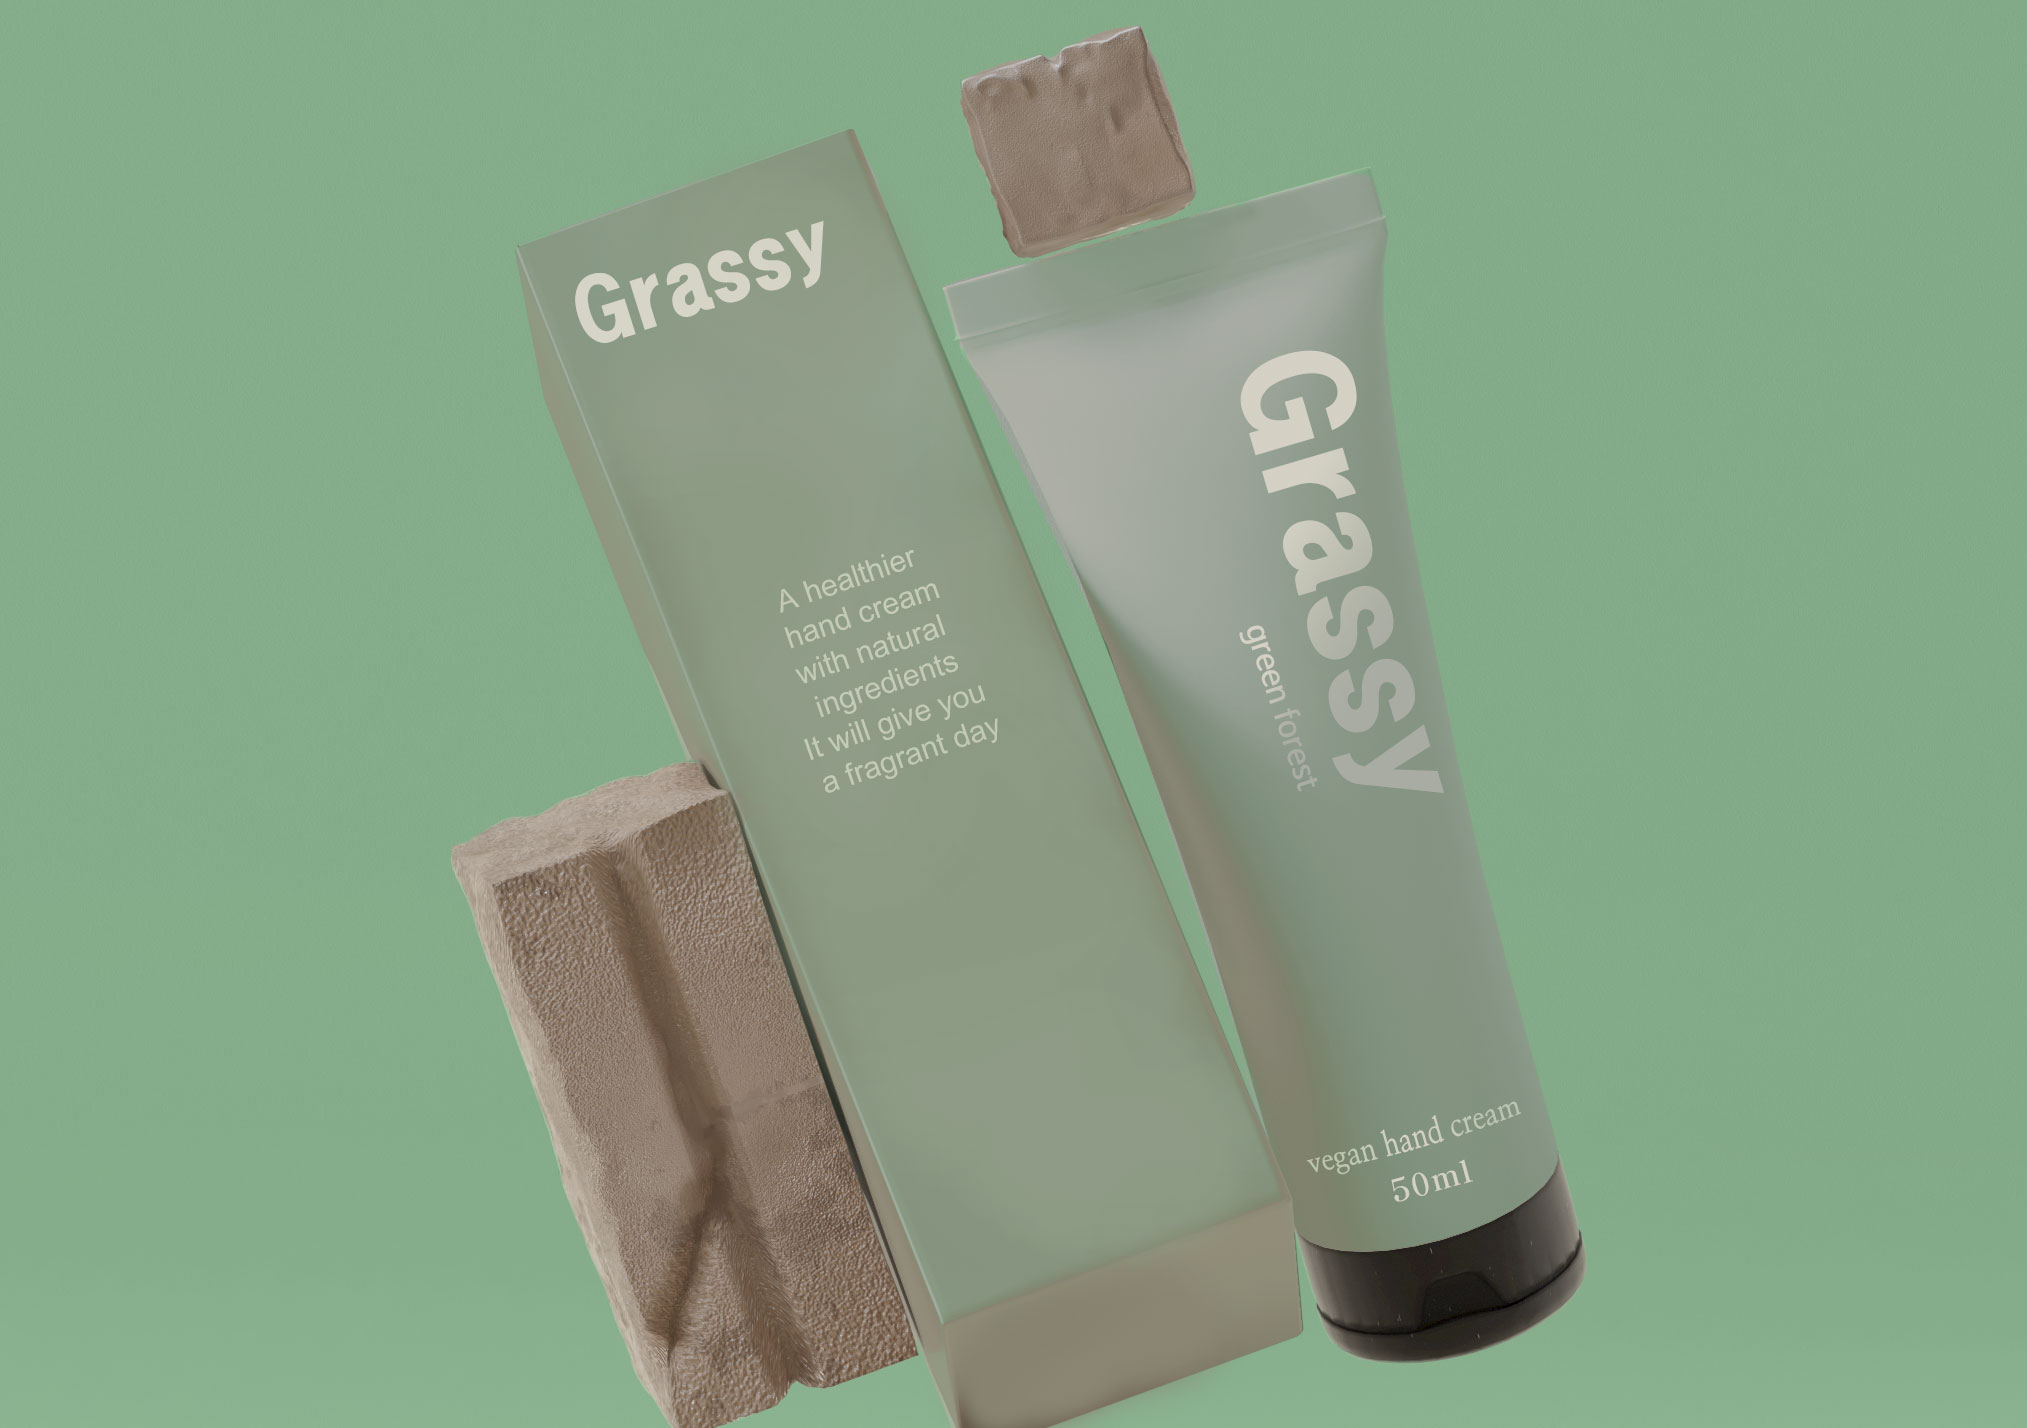 Grassy
A healthier
hand cream
with natural
ingredients
It will give you
a fragrant day
Grassy
green forest
vegan hand cream
50ml